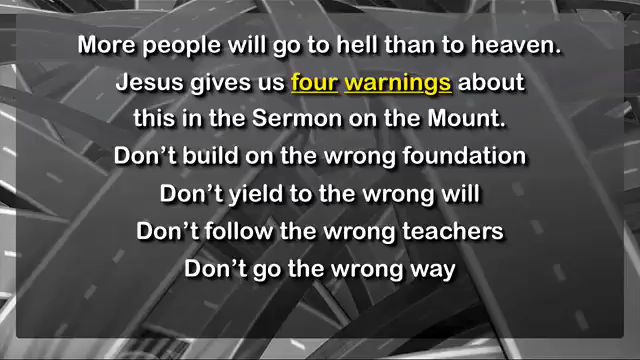 More people will go to hell than to heaven.
Jesus gives us four warnings about
this in the Sermon on the Mount.
Don’t build on the wrong foundation
Don’t yield to the wrong will
Don’t follow the wrong teachers
Don’t go the wrong way